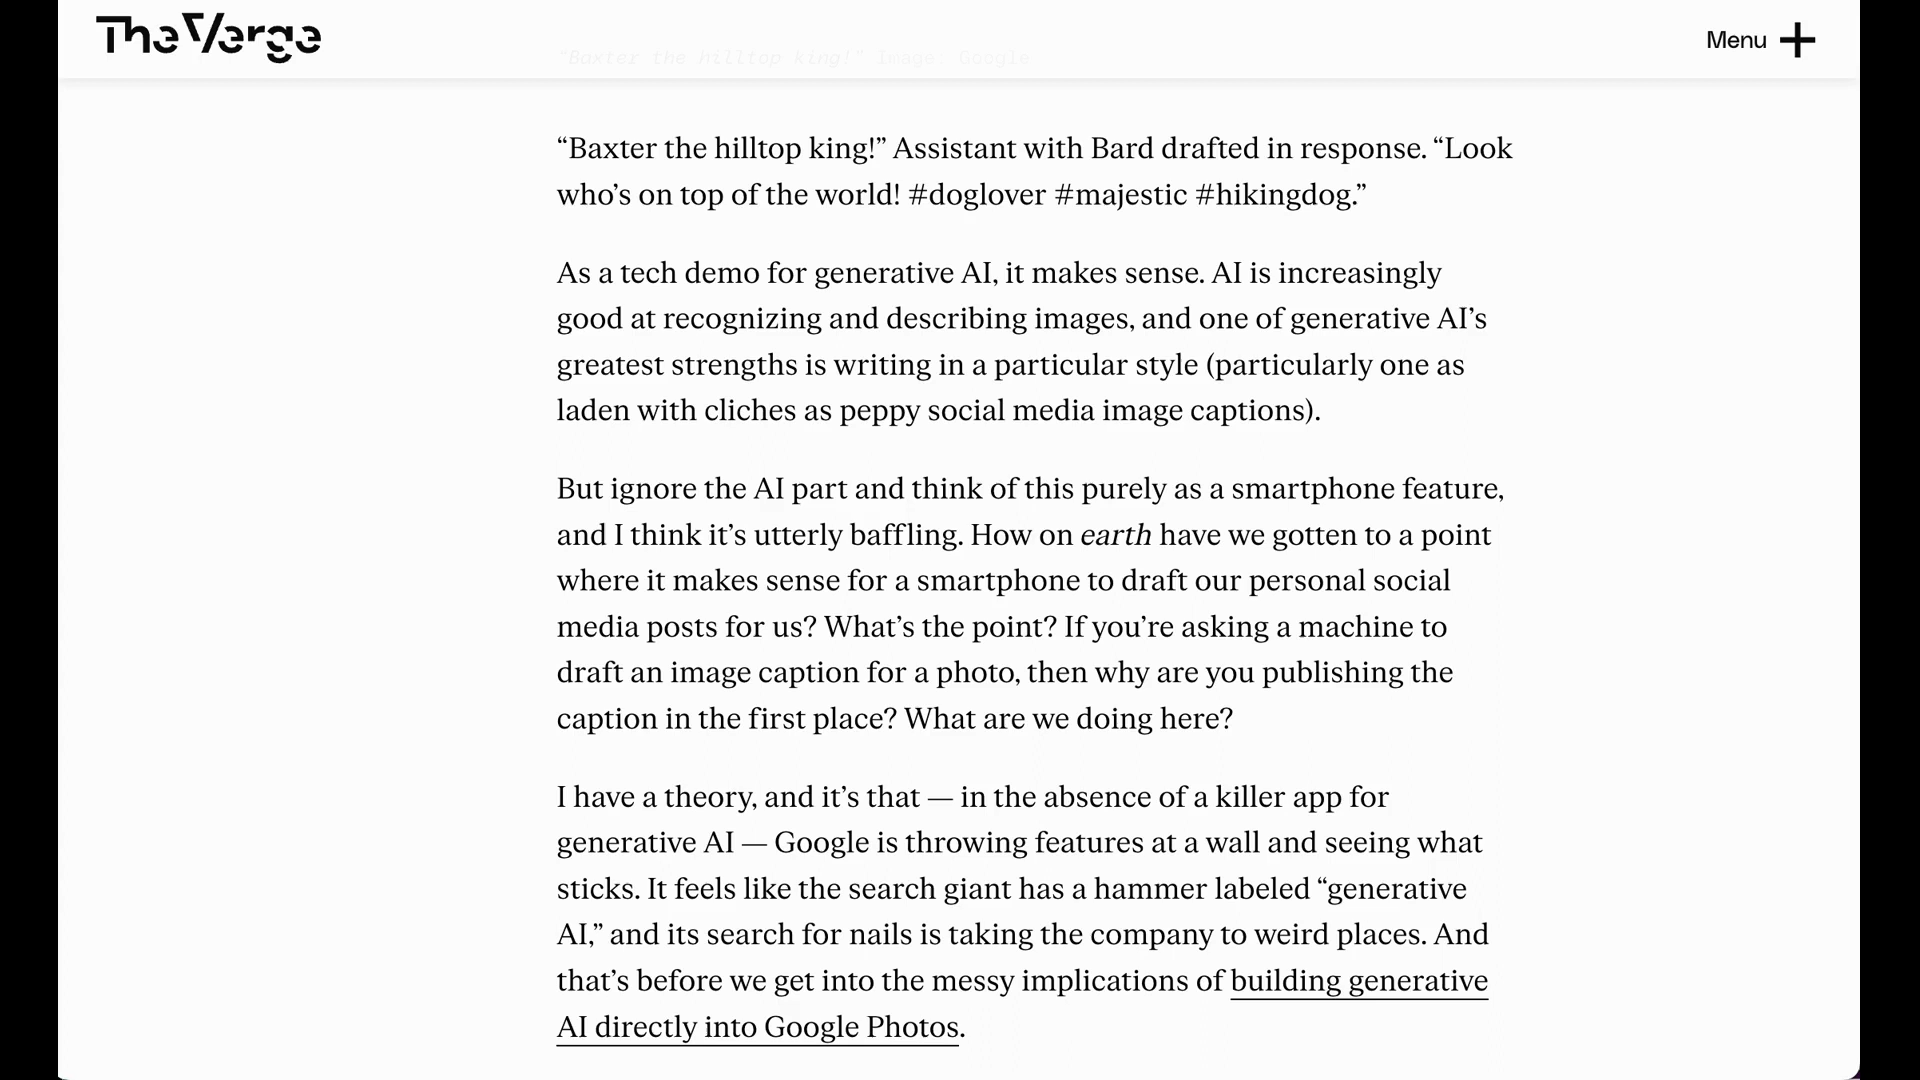 The Verge
Menu
"Baxter the hilltop king!" Image: Google
“Baxter the hilltop king!” Assistant with Bard drafted in response. “Look
who’s on top of the world! #doglover #majestic #hikingdog.”
As a tech demo for generative AI, it makes sense. AI is increasingly
good at recognizing and describing images, and one of generative AI’s
greatest strengths is writing in a particular style (particularly one as
laden with cliches as peppy social media image captions).
But ignore the AI part and think of this purely as a smartphone feature,
and I think it’s utterly baffling. How on earth have we gotten to a point
where it makes sense for a smartphone to draft our personal social
media posts for us? What’s the point? If you’re asking a machine to
draft an image caption for a photo, then why are you publishing the
caption in the first place? What are we doing here?
I have a theory, and it’s that — in the absence of a killer app for
generative AI — Google is throwing features at a wall and seeing what
sticks. It feels like the search giant has a hammer labeled “generative
AI,” and its search for nails is taking the company to weird places. And
that’s before we get into the messy implications of building generative
AI directly into Google Photos.